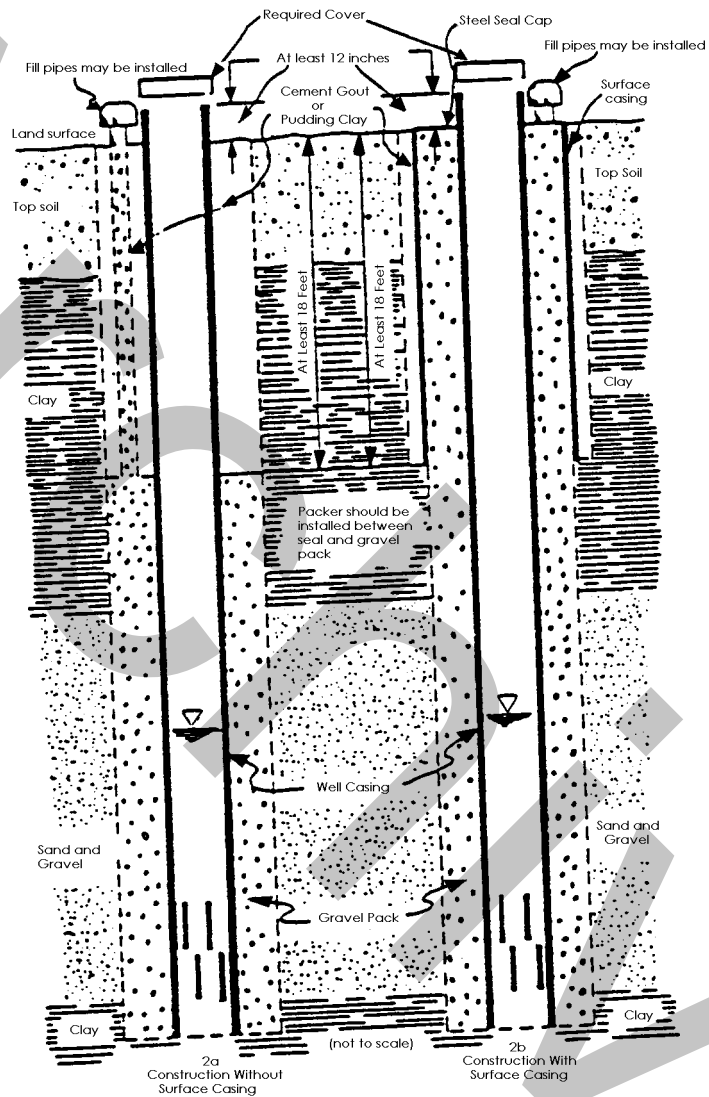 Required Cover
Steel Seal Cap
Fill pipes may be installed
At least 12 inches
Fill pipes may be installed
Cement Gout
or
Pudding Clay
Surface
casing
Land surface
Top soil
Top Soil
At Least 18 Feet
At Least 18 Feet
Clay
Clay
Packer should be
installed between
seal and gravel
pack
Well Casing
Sand and
Gravel
Sand and
Gravel
Gravel Pack
Clay
Clay
(not to scale)
2a
Construction Without
Surface Casing
2b
Construction With
Surface Casing